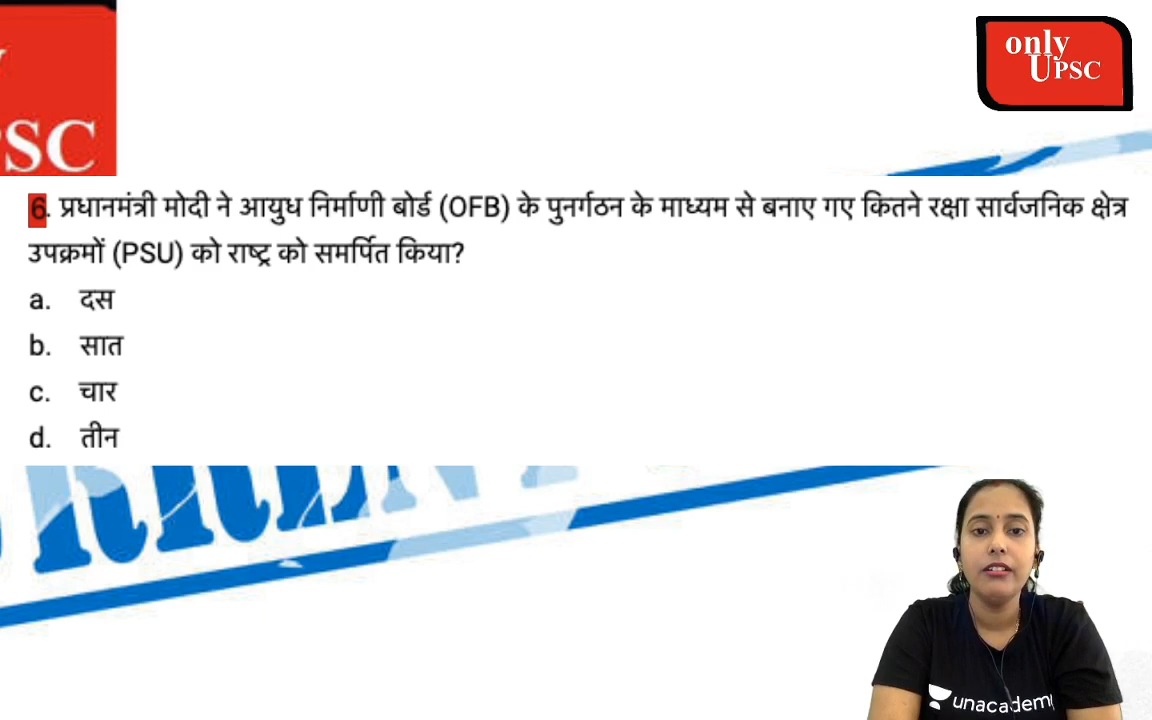 SC
only
UPSC
6. प्रधानमंत्री मोदी ने आयुध निर्माणी बोर्ड (OFB) के पुनर्गठन के माध्यम से बनाए गए कितने रक्षा सार्वजनिक क्षेत्र
उपक्रमों (PSU) को राष्ट्र को समर्पित किया?
a. दस
b. सात
c. चार
d. तीन
unacademy